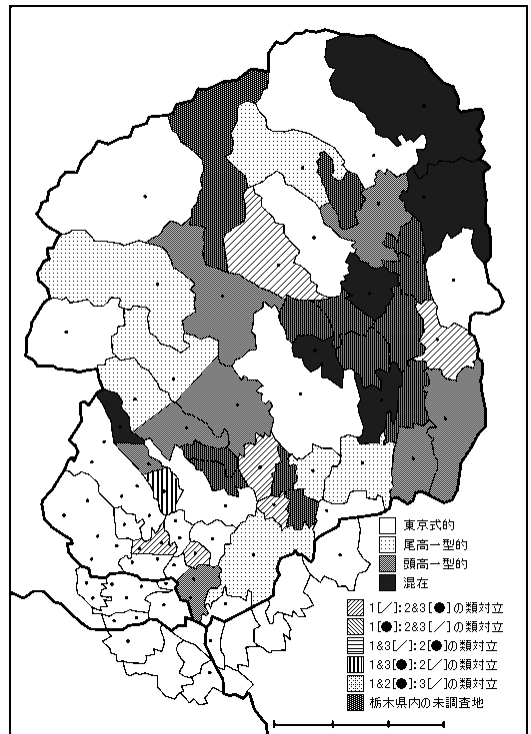 東京式的
尾高一型的
頭高一型的
混在
1[／]:2&3[●]の類対立
1[●]:2&3[／]の類対立
1&3[／]:2[●]の類対立
1&3[●]:2[／]の類対立
1&2[●]:3[／]の類対立
栃木県内の未調査地